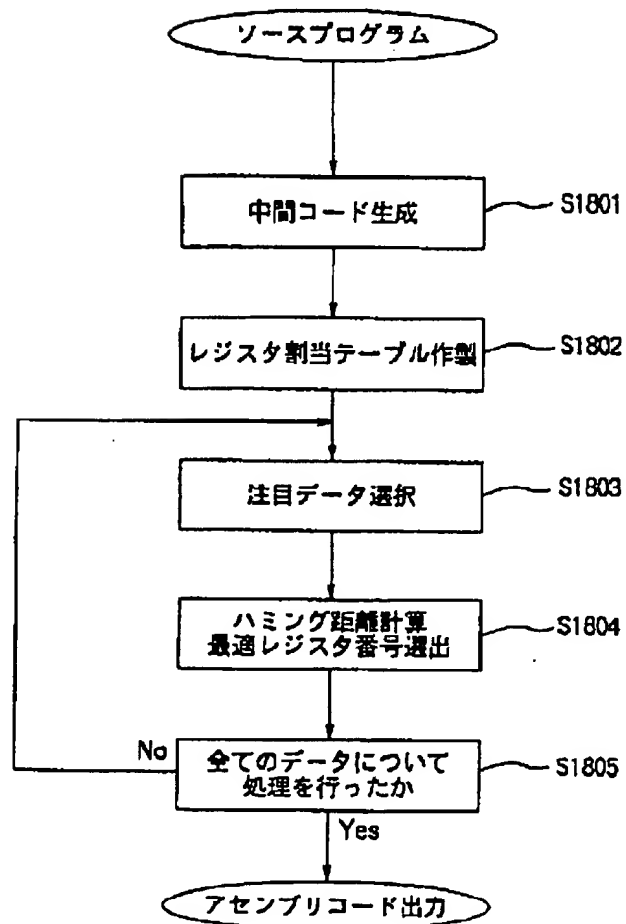 ソースプログラム
中間コード生成
S1801
レジスタ割当テーブル作製
S1802
注目データ選択
S1803
ハミング距離計算
最適レジスタ番号選出
S1804
No
全てのデータについて
処理を行ったか
S1805
Yes
アセンブリコード出力